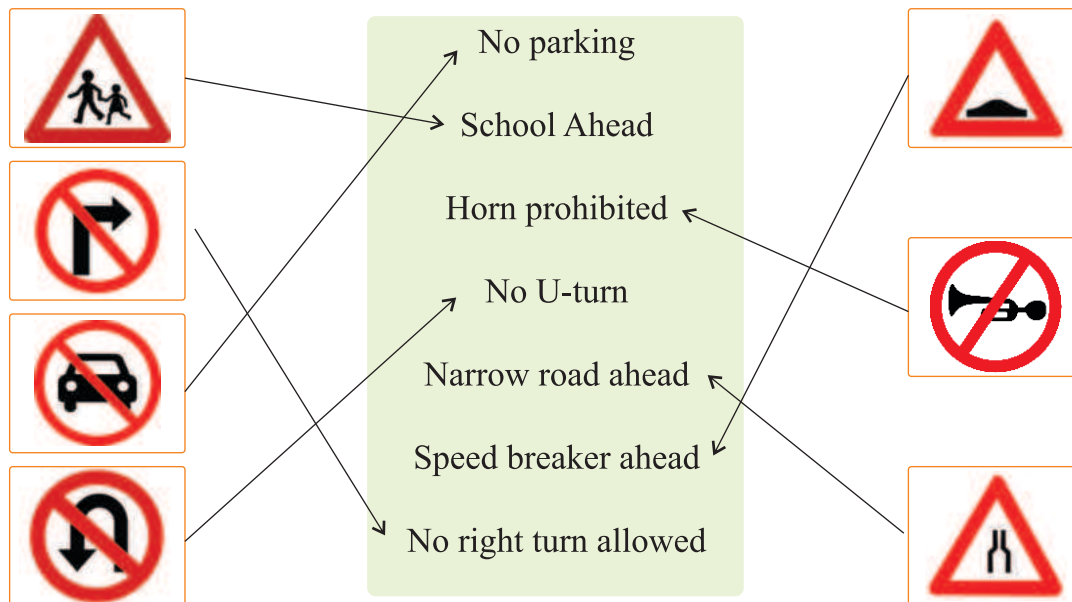 No parking
School Ahead
Horn prohibited
No U-turn
Narrow road ahead
Speed breaker ahead
No right turn allowed